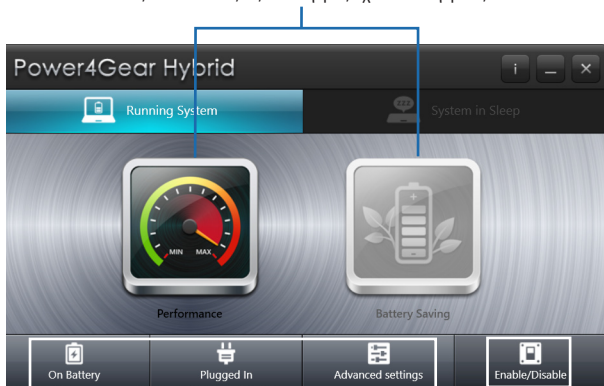 Power4Gear Hybrid
i
Running System
zzz
System in Sleep
MIN MAX
Performance
Battery Saving
On Battery
Plugged In
Advanced settings
Enable/Disable